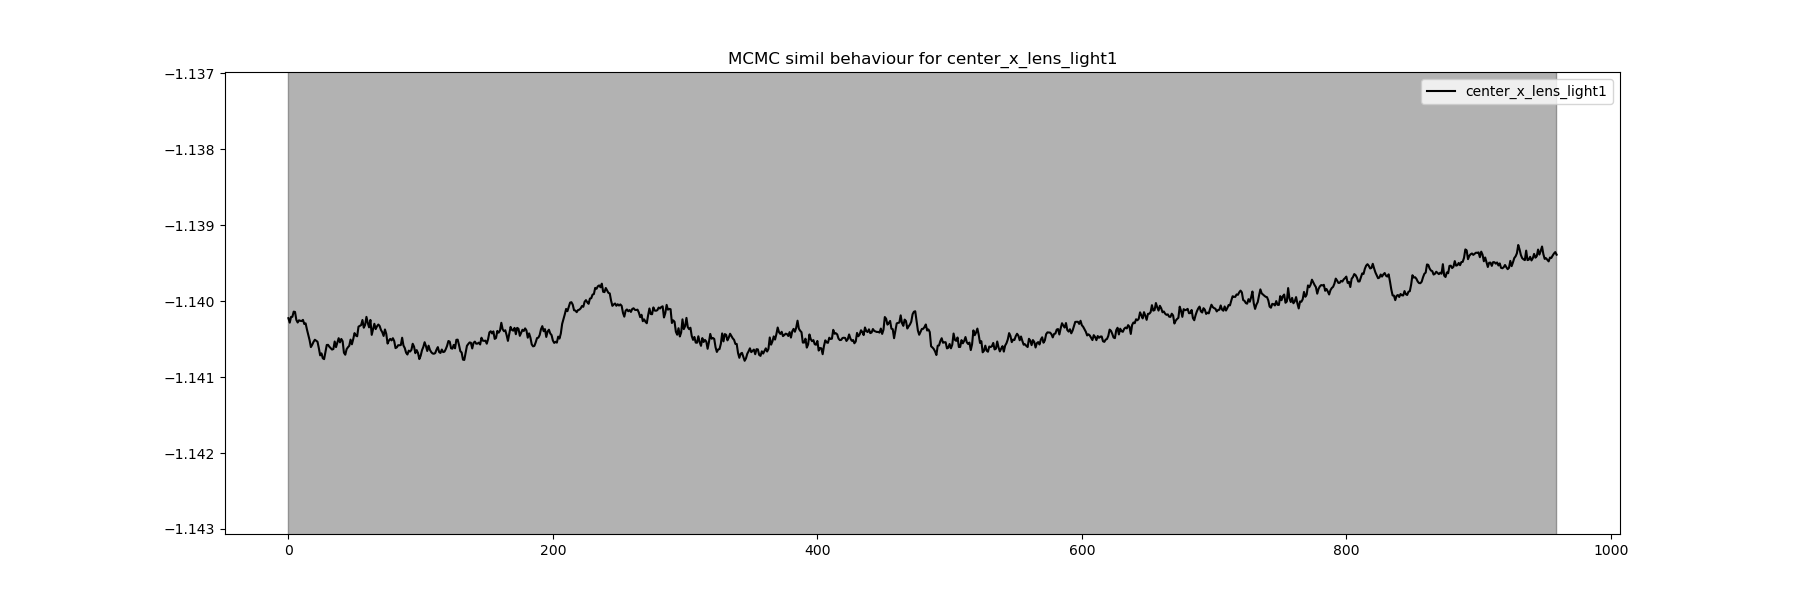 MCMC simil behaviour for center_x_lens_light1
−1.137
−1.138
−1.139
−1.140
−1.141
−1.142
−1.143
center_x_lens_light1
0 200 400 600 800 1000